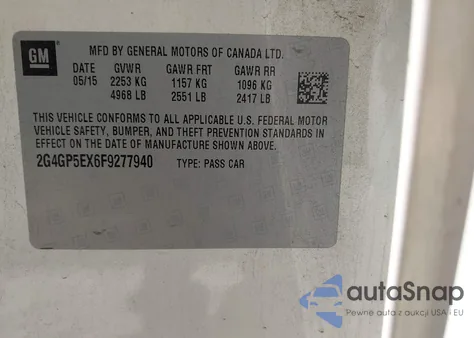 GM
MFD BY GENERAL MOTORS OF CANADA LTD.
DATE GVWR GAWR FRT GAWR RR
05/15 2253 KG 1157 KG 1096 KG
4968 LB 2551 LB 2417 LB
THIS VEHICLE CONFORMS TO ALL APPLICABLE U.S. FEDERAL MOTOR
VEHICLE SAFETY, BUMPER, AND THEFT PREVENTION STANDARDS IN
EFFECT ON THE DATE OF MANUFACTURE SHOWN ABOVE.
2G4GP5EX6F9277940 TYPE: PASS CAR
autaSnap
Pewne auta z aukcji USA i EU